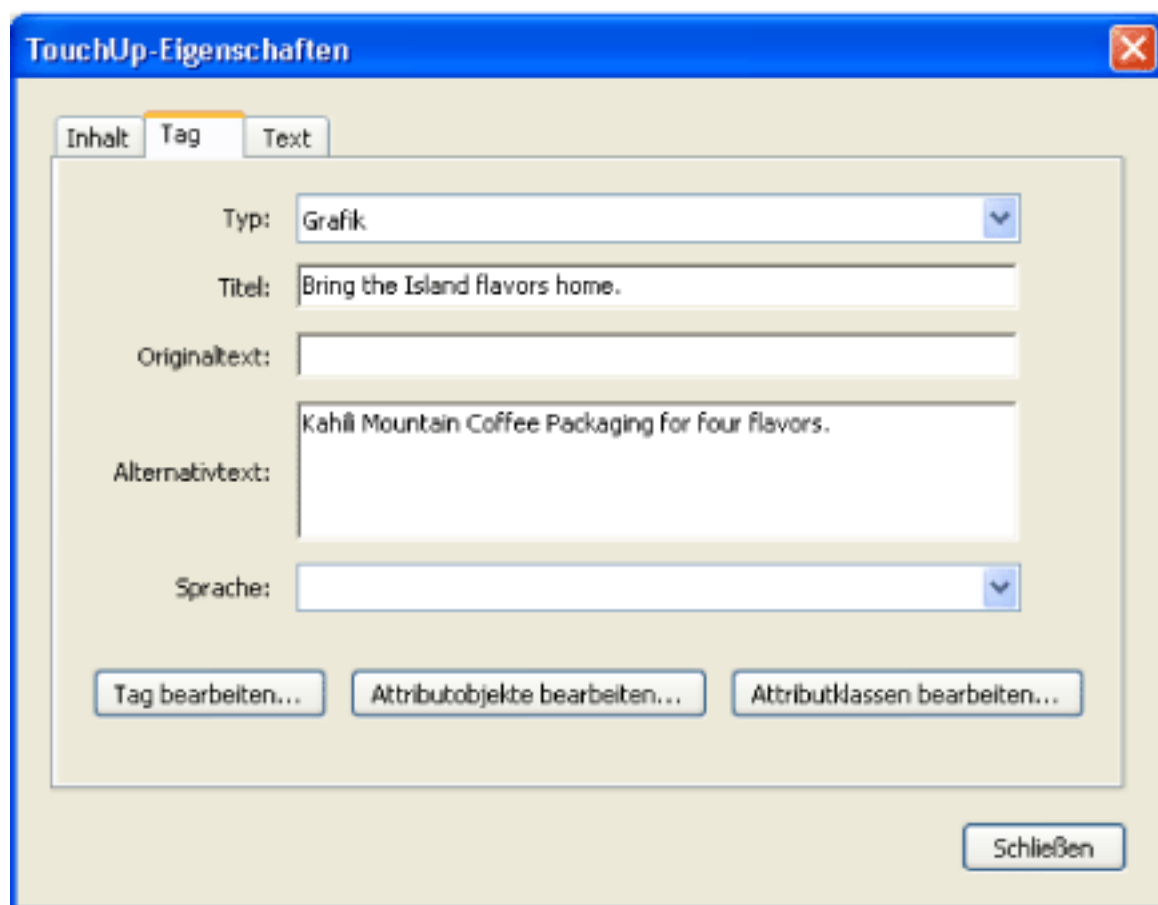 TouchUp-Eigenschaften
Inhalt Tag Text
Typ: Grafik
Titel: Bring the Island flavors home.
Originaltext:
Kahili Mountain Coffee Packaging for four flavors.
Alternativtext:
Sprache:
Tag bearbeiten... Attributobjekte bearbeiten... Attributklassen bearbeiten...
Schließen